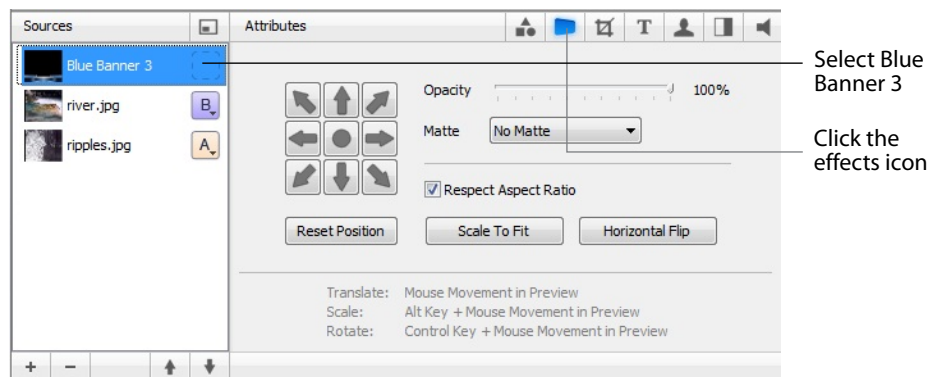 Sources
Attributes
T
Blue Banner 3
river.jpg
B
ripples.jpg
A
Opacity
100%
Matte
No Matte
Respect Aspect Ratio
Reset Position
Scale To Fit
Horizontal Flip
Translate: Mouse Movement in Preview
Scale: Alt Key + Mouse Movement in Preview
Rotate: Control Key + Mouse Movement in Preview
+ −
Select Blue
Banner 3
Click the
effects icon